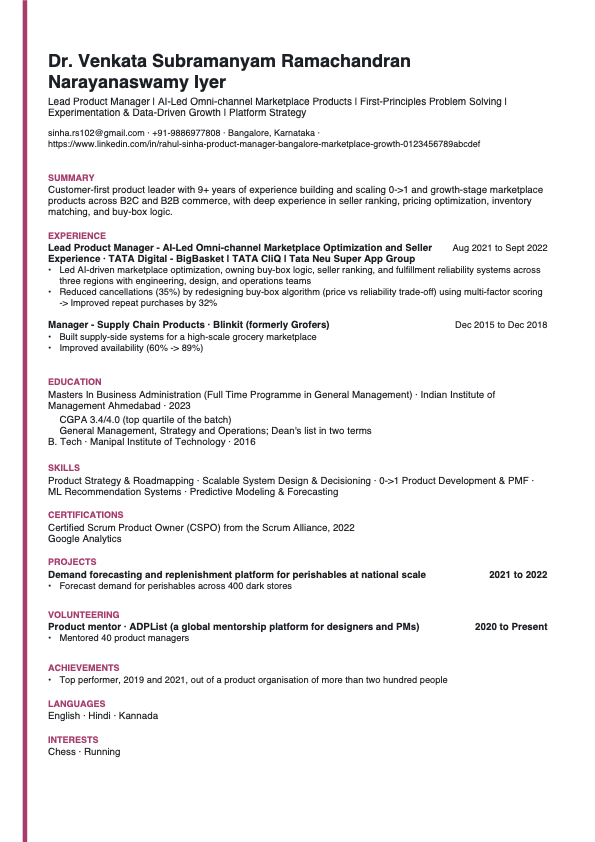 Dr. Venkata Subramanyam Ramachandran
Narayanaswamy Iyer
Lead Product Manager | AI-Led Omni-channel Marketplace Products | First-Principles Problem Solving |
Experimentation & Data-Driven Growth | Platform Strategy
sinha.rs102@gmail.com · +91-9886977808 · Bangalore, Karnataka ·
https://www.linkedin.com/in/rahul-sinha-product-manager-bangalore-marketplace-growth-0123456789abcdef
SUMMARY
Customer-first product leader with 9+ years of experience building and scaling 0->1 and growth-stage marketplace
products across B2C and B2B commerce, with deep experience in seller ranking, pricing optimization, inventory
matching, and buy-box logic.
EXPERIENCE
Lead Product Manager - AI-Led Omni-channel Marketplace Optimization and Seller Aug 2021 to Sept 2022
Experience · TATA Digital - BigBasket | TATA CliQ | Tata Neu Super App Group
• Led AI-driven marketplace optimization, owning buy-box logic, seller ranking, and fulfillment reliability systems across
three regions with engineering, design, and operations teams
• Reduced cancellations (35%) by redesigning buy-box algorithm (price vs reliability trade-off) using multi-factor scoring
-> Improved repeat purchases by 32%
Manager - Supply Chain Products · Blinkit (formerly Grofers) Dec 2015 to Dec 2018
• Built supply-side systems for a high-scale grocery marketplace
• Improved availability (60% -> 89%)
EDUCATION
Masters In Business Administration (Full Time Programme in General Management) · Indian Institute of
Management Ahmedabad · 2023
CGPA 3.4/4.0 (top quartile of the batch)
General Management, Strategy and Operations; Dean's list in two terms
B. Tech · Manipal Institute of Technology · 2016
SKILLS
Product Strategy & Roadmapping · Scalable System Design & Decisioning · 0->1 Product Development & PMF ·
ML Recommendation Systems · Predictive Modeling & Forecasting
CERTIFICATIONS
Certified Scrum Product Owner (CSPO) from the Scrum Alliance, 2022
Google Analytics
PROJECTS
Demand forecasting and replenishment platform for perishables at national scale 2021 to 2022
• Forecast demand for perishables across 400 dark stores
VOLUNTEERING
Product mentor · ADPList (a global mentorship platform for designers and PMs) 2020 to Present
• Mentored 40 product managers
ACHIEVEMENTS
• Top performer, 2019 and 2021, out of a product organisation of more than two hundred people
LANGUAGES
English · Hindi · Kannada
INTERESTS
Chess · Running